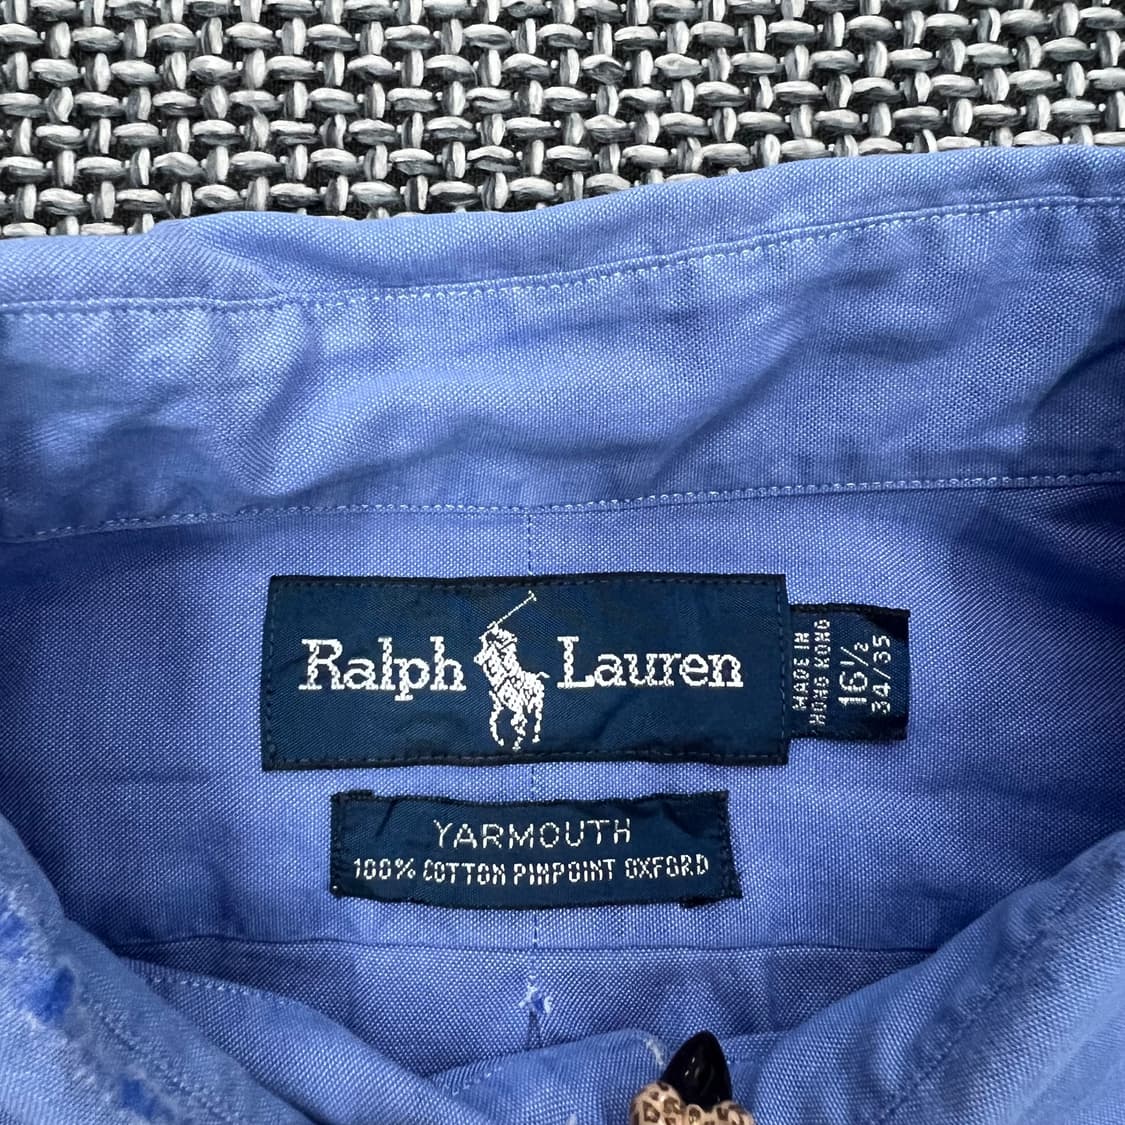 Ralph Lauren
MADE IN
HONG KONG
16½
34/35
YARMOUTH
100% COTTON PINPOINT OXFORD